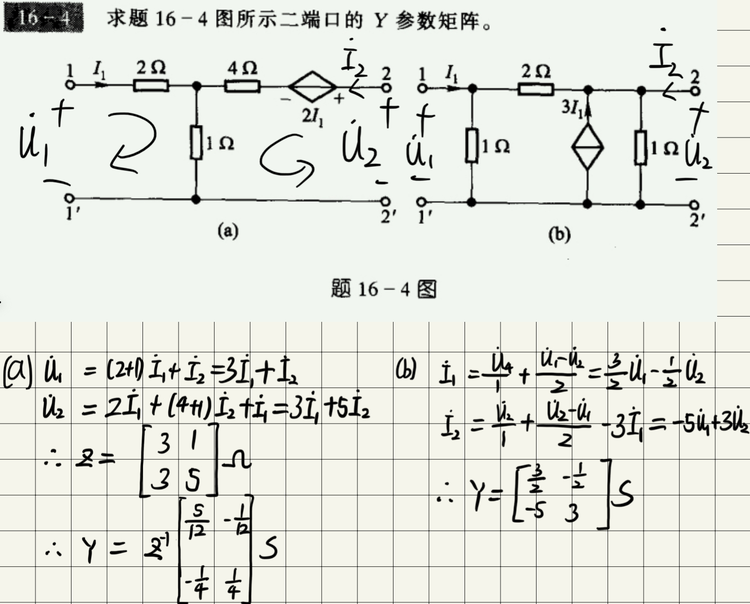 16-4 求题 16-4 图所示二端口的 Y 参数矩阵。
1 I₁ 2Ω 4Ω İ₂ 2
- + 2I₁
U̇₁ + - 1Ω U̇₂ + -
1' 2'
(a)
1 I₁ 2Ω İ₂ 2
U̇₁ + - 1Ω 3I₁ 1Ω U̇₂ + -
1' 2'
(b)
题 16-4 图
(a) U̇₁ = (2+1)İ₁+İ₂=3İ₁+İ₂
U̇₂ = 2İ₁+(4+1)İ₂+İ₁=3İ₁+5İ₂
∴ Z= [3 1
3 5] Ω
∴ Y = Z⁻¹ [5/12 -1/12
-1/4 1/4] S
(b) İ₁ = U̇₁/1 + (U̇₁-U̇₂)/2 = 3/2 U̇₁ - 1/2 U̇₂
İ₂ = U̇₂/1 + (U̇₂-U̇₁)/2 - 3İ₁ = -5U̇₁+3U̇₂
∴ Y= [3/2 -1/2
-5 3] S